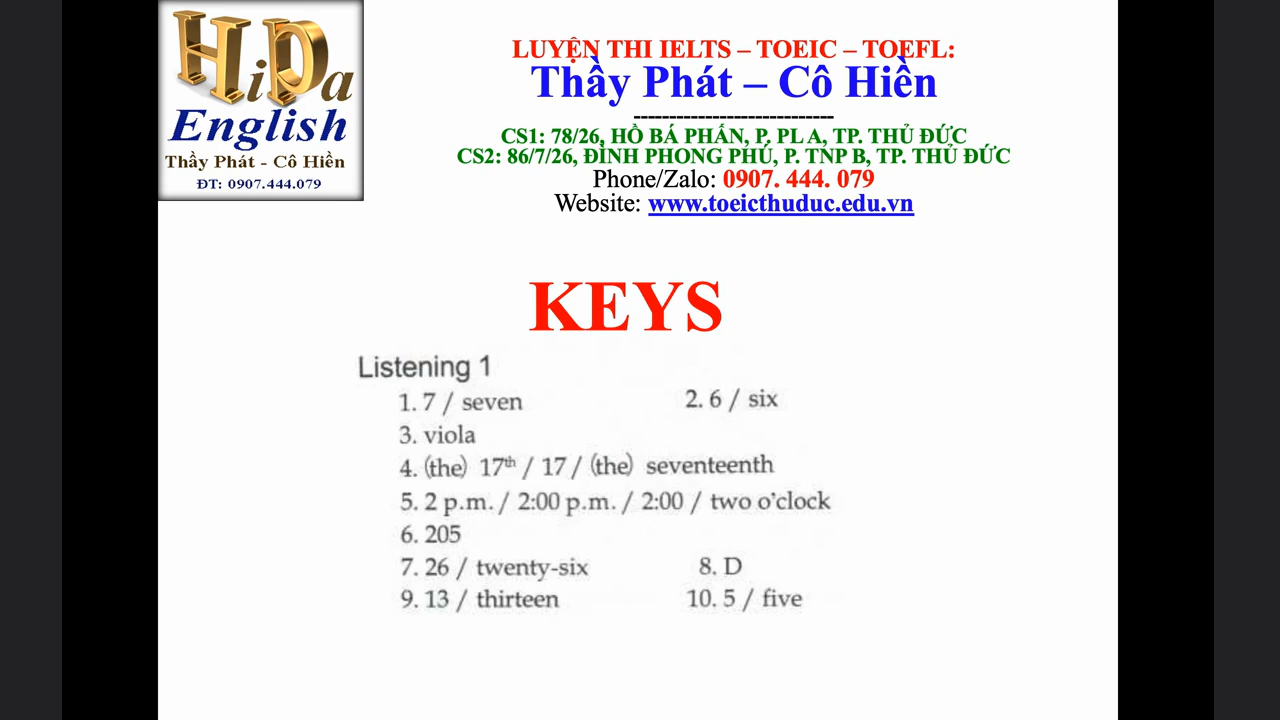 HiDa
English
Thầy Phát - Cô Hiền
ĐT: 0907.444.079
LUYỆN THI IELTS – TOEIC – TOEFL:
Thầy Phát – Cô Hiền
----------------------------
CS1: 78/26, HỒ BÁ PHẤN, P. PL A, TP. THỦ ĐỨC
CS2: 86/7/26, ĐÌNH PHONG PHÚ, P. TNP B, TP. THỦ ĐỨC
Phone/Zalo: 0907. 444. 079
Website: www.toeicthuduc.edu.vn
KEYS
Listening 1
1. 7 / seven 2. 6 / six
3. viola
4. (the) 17th / 17 / (the) seventeenth
5. 2 p.m. / 2:00 p.m. / 2:00 / two o'clock
6. 205
7. 26 / twenty-six 8. D
9. 13 / thirteen 10. 5 / five